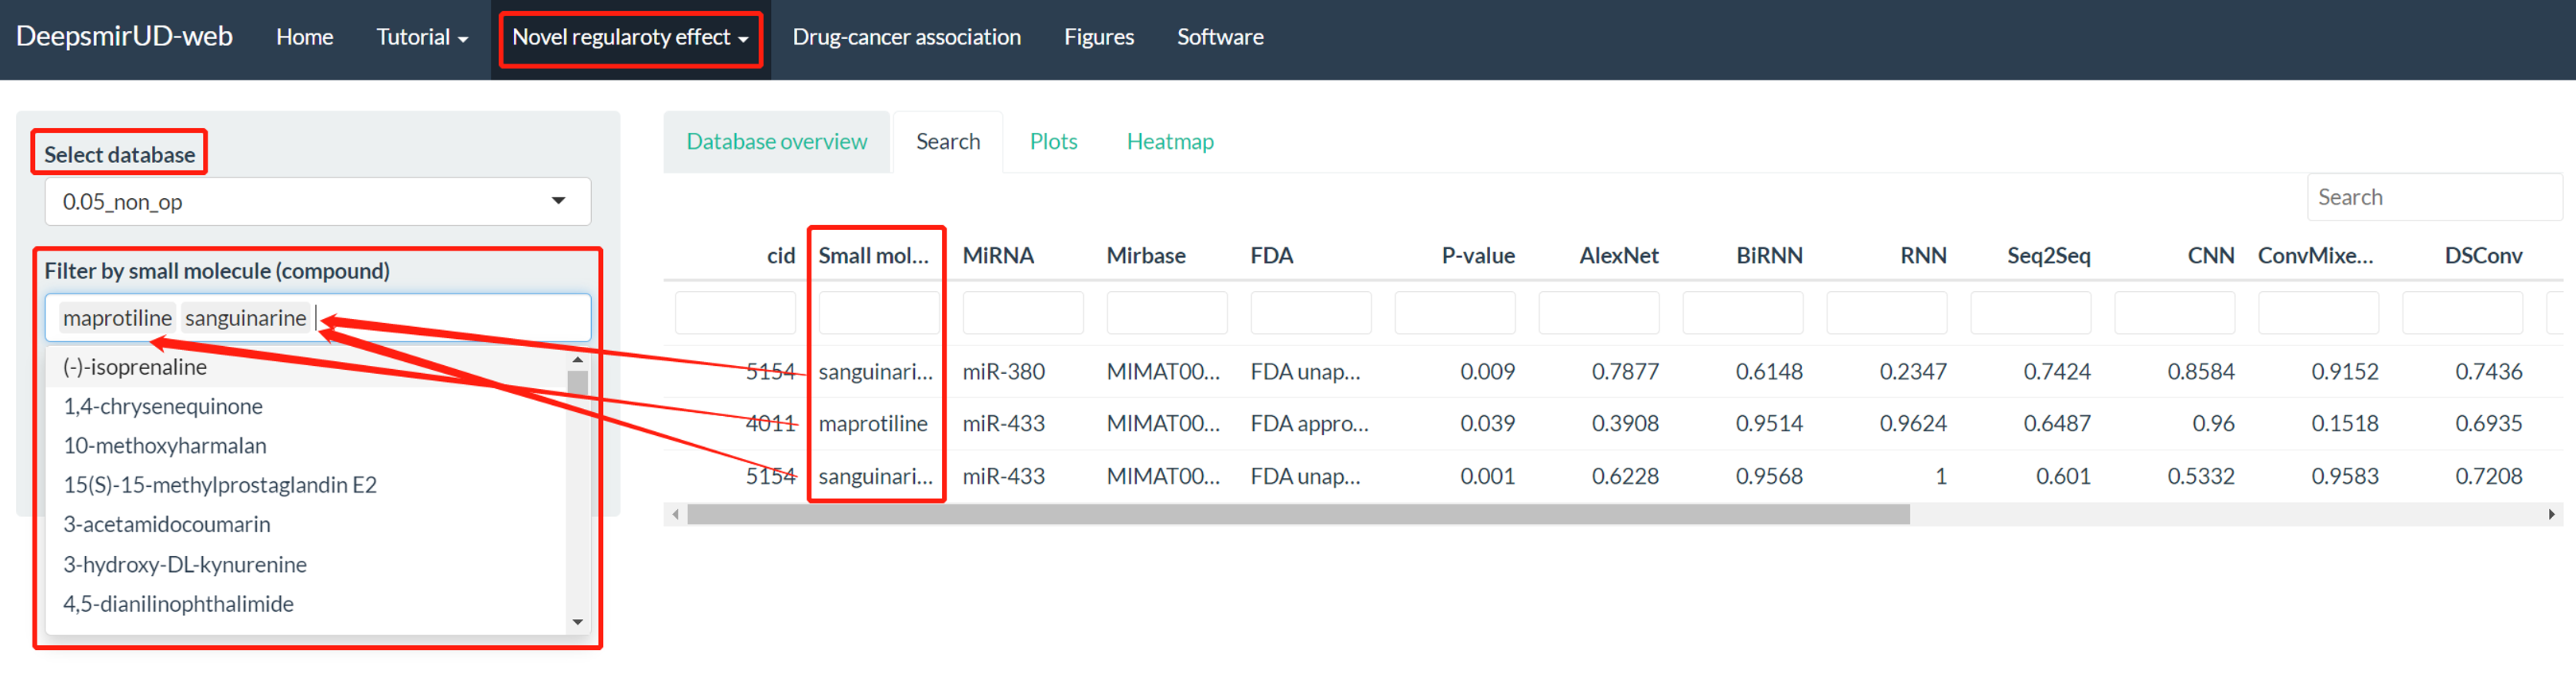 DeepsmirUD-web Home Tutorial Novel regularoty effect Drug-cancer association Figures Software
Select database
0.05_non_op
Filter by small molecule (compound)
maprotiline sanguinarine
(-)-isoprenaline
1,4-chrysenequinone
10-methoxyharmalan
15(S)-15-methylprostaglandin E2
3-acetamidocoumarin
3-hydroxy-DL-kynurenine
4,5-dianilinophthalimide
Database overview Search Plots Heatmap
Search
cid Small mol... MiRNA Mirbase FDA P-value AlexNet BiRNN RNN Seq2Seq CNN ConvMixe... DSConv
5154 sanguinari... miR-380 MIMAT00... FDA unap... 0.009 0.7877 0.6148 0.2347 0.7424 0.8584 0.9152 0.7436
4011 maprotiline miR-433 MIMAT00... FDA appro... 0.039 0.3908 0.9514 0.9624 0.6487 0.96 0.1518 0.6935
5154 sanguinari... miR-433 MIMAT00... FDA unap... 0.001 0.6228 0.9568 1 0.601 0.5332 0.9583 0.7208